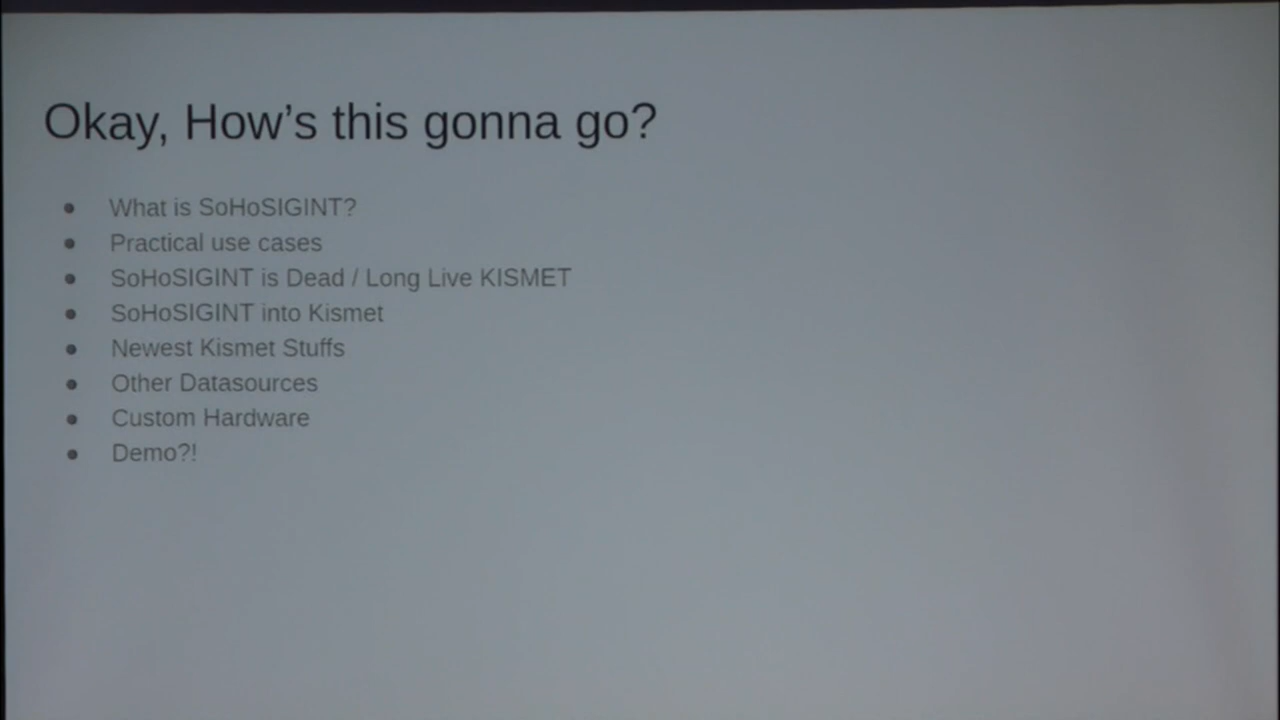 Okay, How’s this gonna go?
● What is SoHoSIGINT?
● Practical use cases
● SoHoSIGINT is Dead / Long Live KISMET
● SoHoSIGINT into Kismet
● Newest Kismet Stuffs
● Other Datasources
● Custom Hardware
● Demo?!